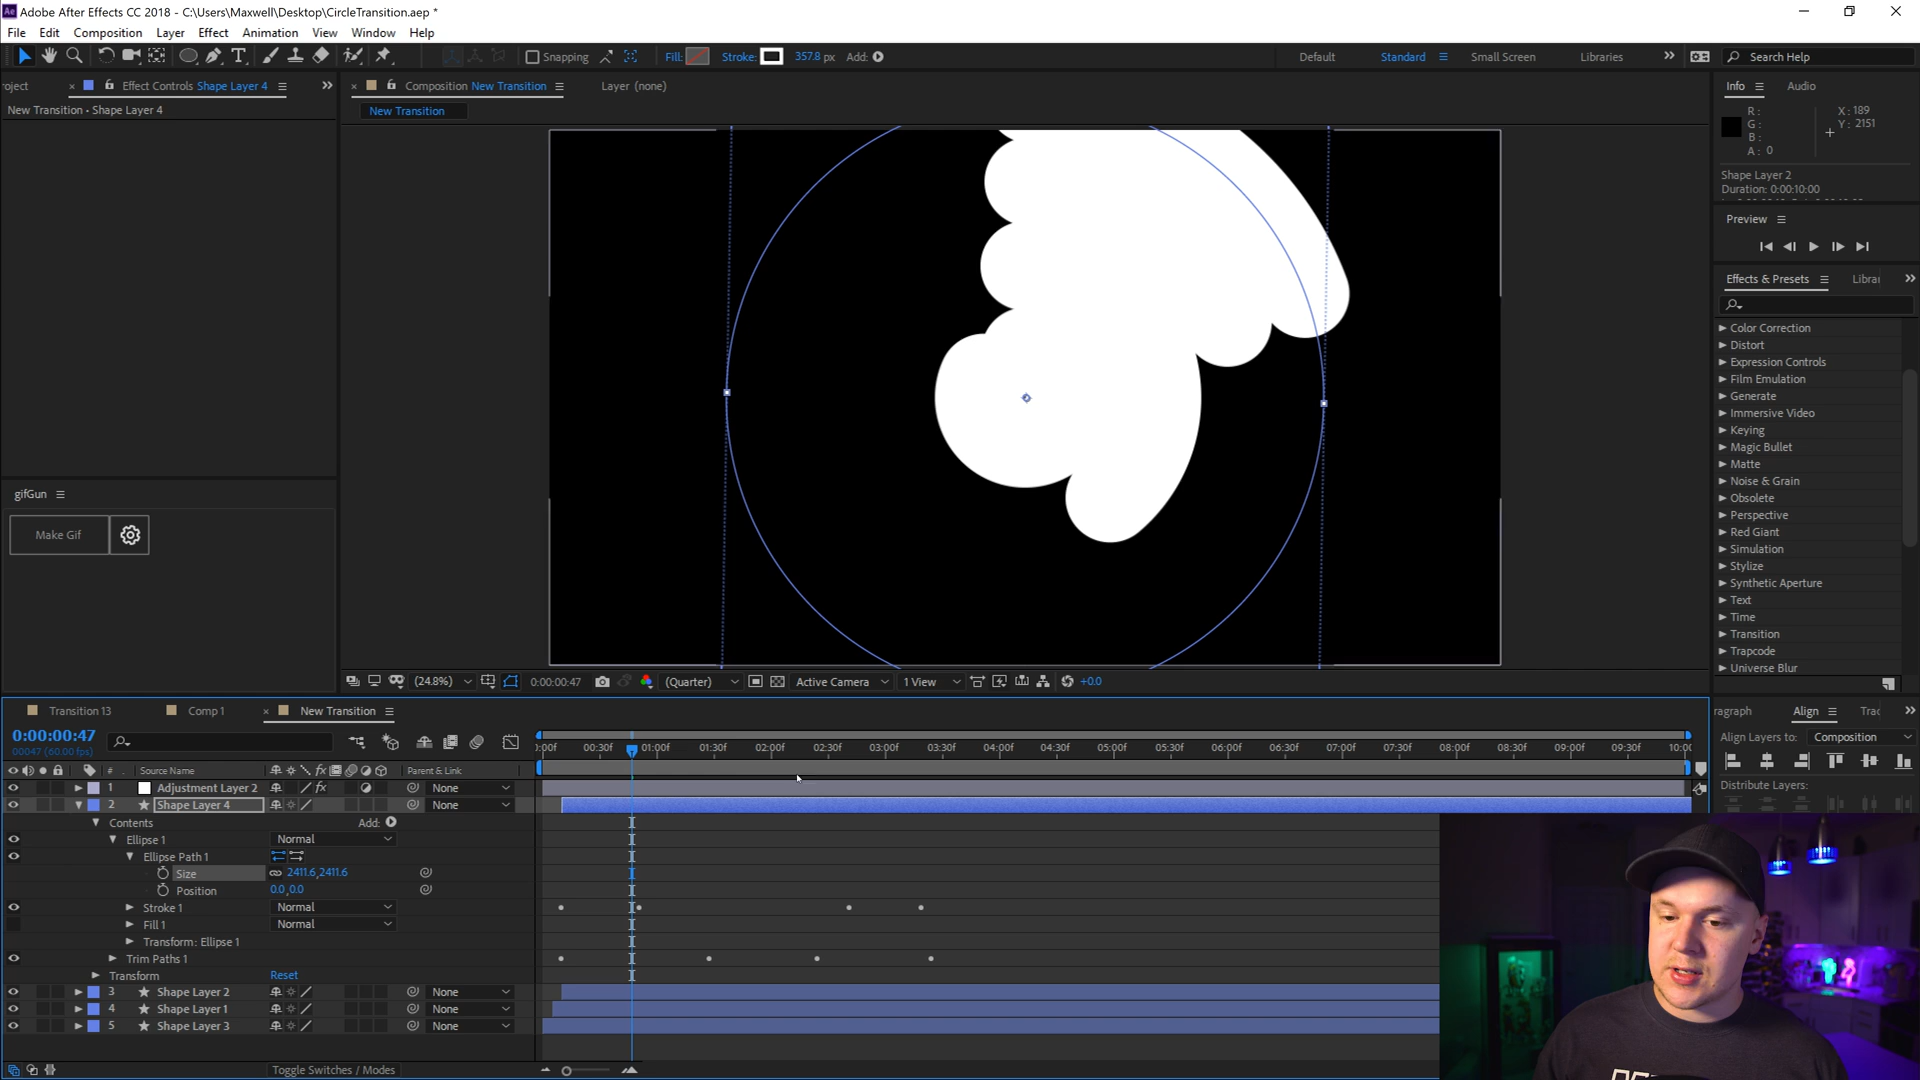 Adobe After Effects CC 2018 - C:\Users\Maxwell\Desktop\CircleTransition.aep *
File Edit Composition Layer Effect Animation View Window Help
Snapping Fill: Stroke: 357.8 px Add: Default Standard Small Screen Libraries Search Help
roject Effect Controls Shape Layer 4 Composition New Transition Layer (none) Info Audio
New Transition • Shape Layer 4 New Transition
R: X: 189
G: Y: 2151
B:
A: 0
Shape Layer 2
Duration: 0:00:10:00
Preview
Effects & Presets Librar
Color Correction
Distort
Expression Controls
Film Emulation
Generate
Immersive Video
Keying
Magic Bullet
Matte
Noise & Grain
Obsolete
Perspective
Red Giant
Simulation
Stylize
Synthetic Aperture
Text
Time
Transition
Trapcode
Universe Blur
gifGun
Make Gif
(24.8%) 0:00:00:47 (Quarter) Active Camera 1 View +0.0
Transition 13 Comp 1 New Transition
0:00:00:47
00047 (60.00 fps)
):00f 00:30f 01:00f 01:30f 02:00f 02:30f 03:00f 03:30f 04:00f 04:30f 05:00f 05:30f 06:00f 06:30f 07:00f 07:30f 08:00f 08:30f 09:00f 09:30f 10:00
# Source Name Parent & Link
1 Adjustment Layer 2 None
2 Shape Layer 4 None
Contents Add:
Ellipse 1 Normal
Ellipse Path 1
Size 2411.6,2411.6
Position 0.0,0.0
Stroke 1 Normal
Fill 1 Normal
Transform: Ellipse 1
Trim Paths 1
Transform Reset
3 Shape Layer 2 None
4 Shape Layer 1 None
5 Shape Layer 3 None
Toggle Switches / Modes
ragraph Align Trac
Align Layers to: Composition
Distribute Layers: